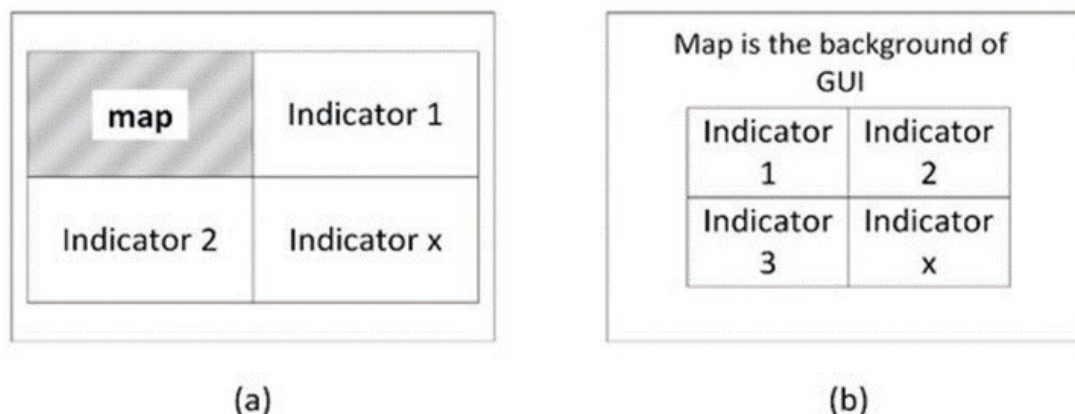 map
Indicator 1
Indicator 2
Indicator x
(a)
Map is the background of
GUI
Indicator
1
Indicator
2
Indicator
3
Indicator
x
(b)